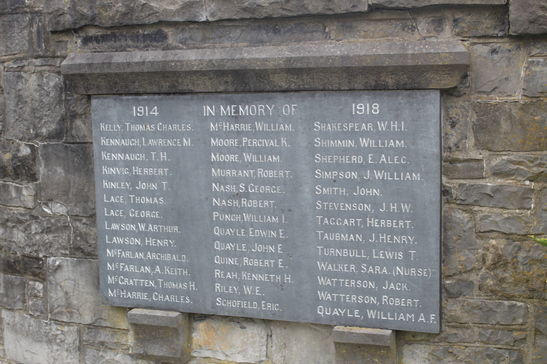 1914 IN MEMORY OF 1918
KELLY, THOMAS CHARLES.
KENNAUGH, LAWRENCE M.
KENNAUGH, T.H.
KINVIG, HERBERT.
KINLEY, JOHN T.
LACE, THOMAS.
LACE, GEORGE.
LAWSON, W. ARTHUR.
LAWSON, HENRY.
McFARLAN, ARCHIBALD.
McFARLAN, A. KEITH.
McGRATTEN, THOMAS H.
McHARRIE, CHARLES.
McHARRIE, WILLIAM.
MOORE, PERCIVAL K.
MOORE, WILLIAM.
MURRANT, ROBERT.
NASH, S. GEORGE.
NASH, ROBERT.
PUNCH, WILLIAM L.
QUAYLE, EDWIN E.
QUAYLE, JOHN E.
QUINE, ROBERT E.
REAH, KENNETH H.
RILEY, W.E.
SCHOFIELD, ERIC.
SHAKESPEAR, W.H.I.
SHIMMIN, WILLIAM.
SHEPHERD, E. ALEC.
SIMPSON, J. WILLIAM.
SMITH, JOHN.
STEVENSON, J.H.W.
TAGGART, HERBERT.
TAUBMAN, J. HENRY.
TURNBULL, LEWIS T.
WALKER, SARA. (NURSE)
WATTERSON, JACK.
WATTERSON, ROBERT.
QUAYLE, WILLIAM A.F.